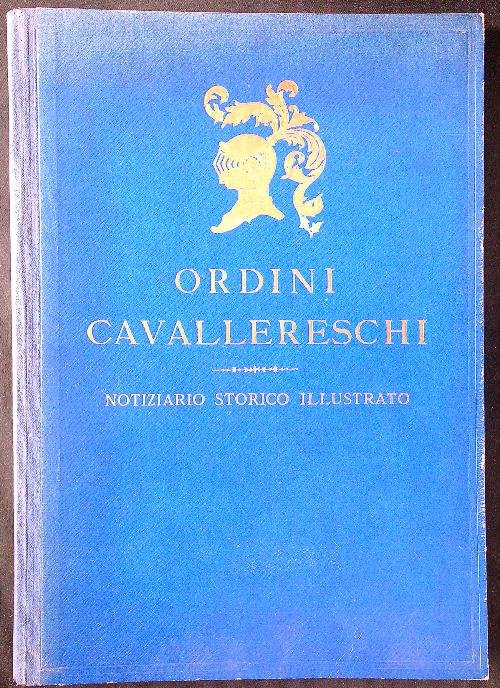 ORDINI
CAVALLERESCHI
NOTIZIARIO STORICO ILLUSTRATO